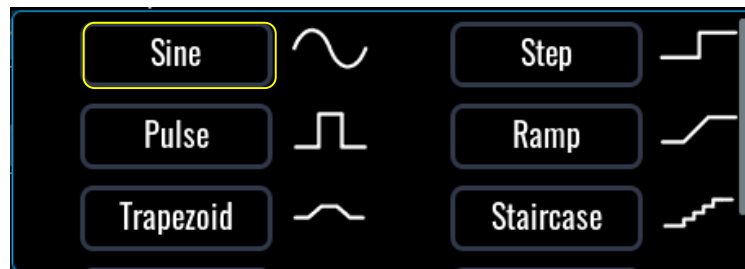 Sine
Step
Pulse
Ramp
Trapezoid
Staircase